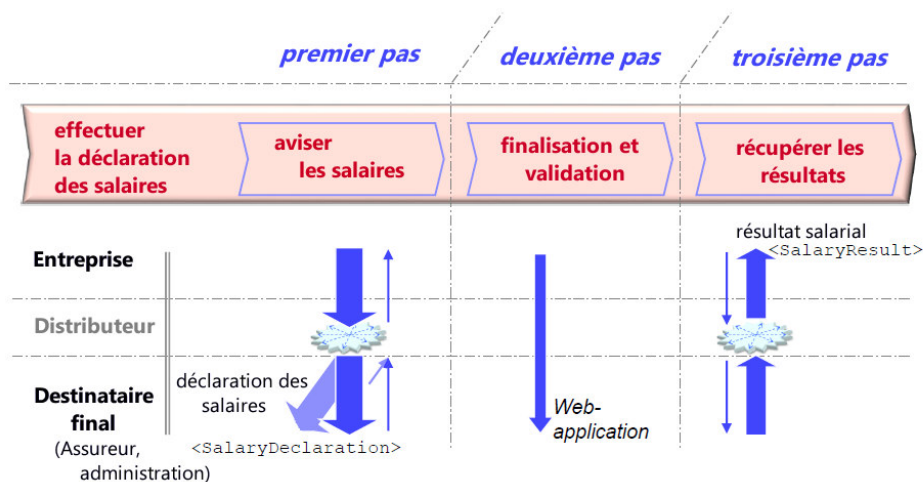 premier pas
deuxième pas
troisième pas
effectuer
la déclaration
des salaires
aviser
les salaires
finalisation et
validation
récupérer les
résultats
résultat salarial
<SalaryResult>
Entreprise
Distributeur
déclaration des
salaires
Destinataire
final
(Assureur,
administration)
<SalaryDeclaration>
Web-
application